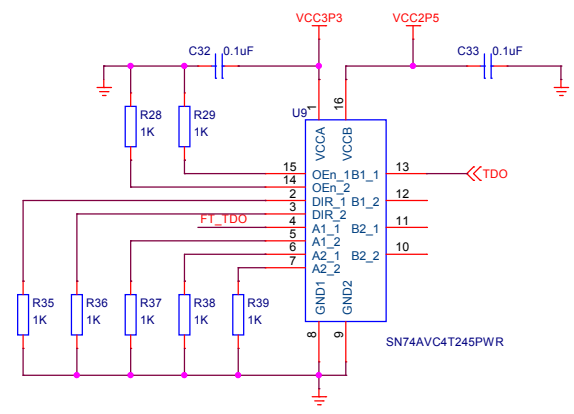 VCC3P3
VCC2P5
C32
0.1uF
C33
0.1uF
R28
1K
R29
1K
U9
1
16
VCCA
VCCB
15
OEn_1
B1_1
13
TDO
14
OEn_2
2
DIR_1
B1_2
12
3
DIR_2
FT_TDO
4
A1_1
B2_1
11
5
A1_2
6
A2_1
B2_2
10
7
A2_2
GND1
GND2
8
9
R35
1K
R36
1K
R37
1K
R38
1K
R39
1K
SN74AVC4T245PWR